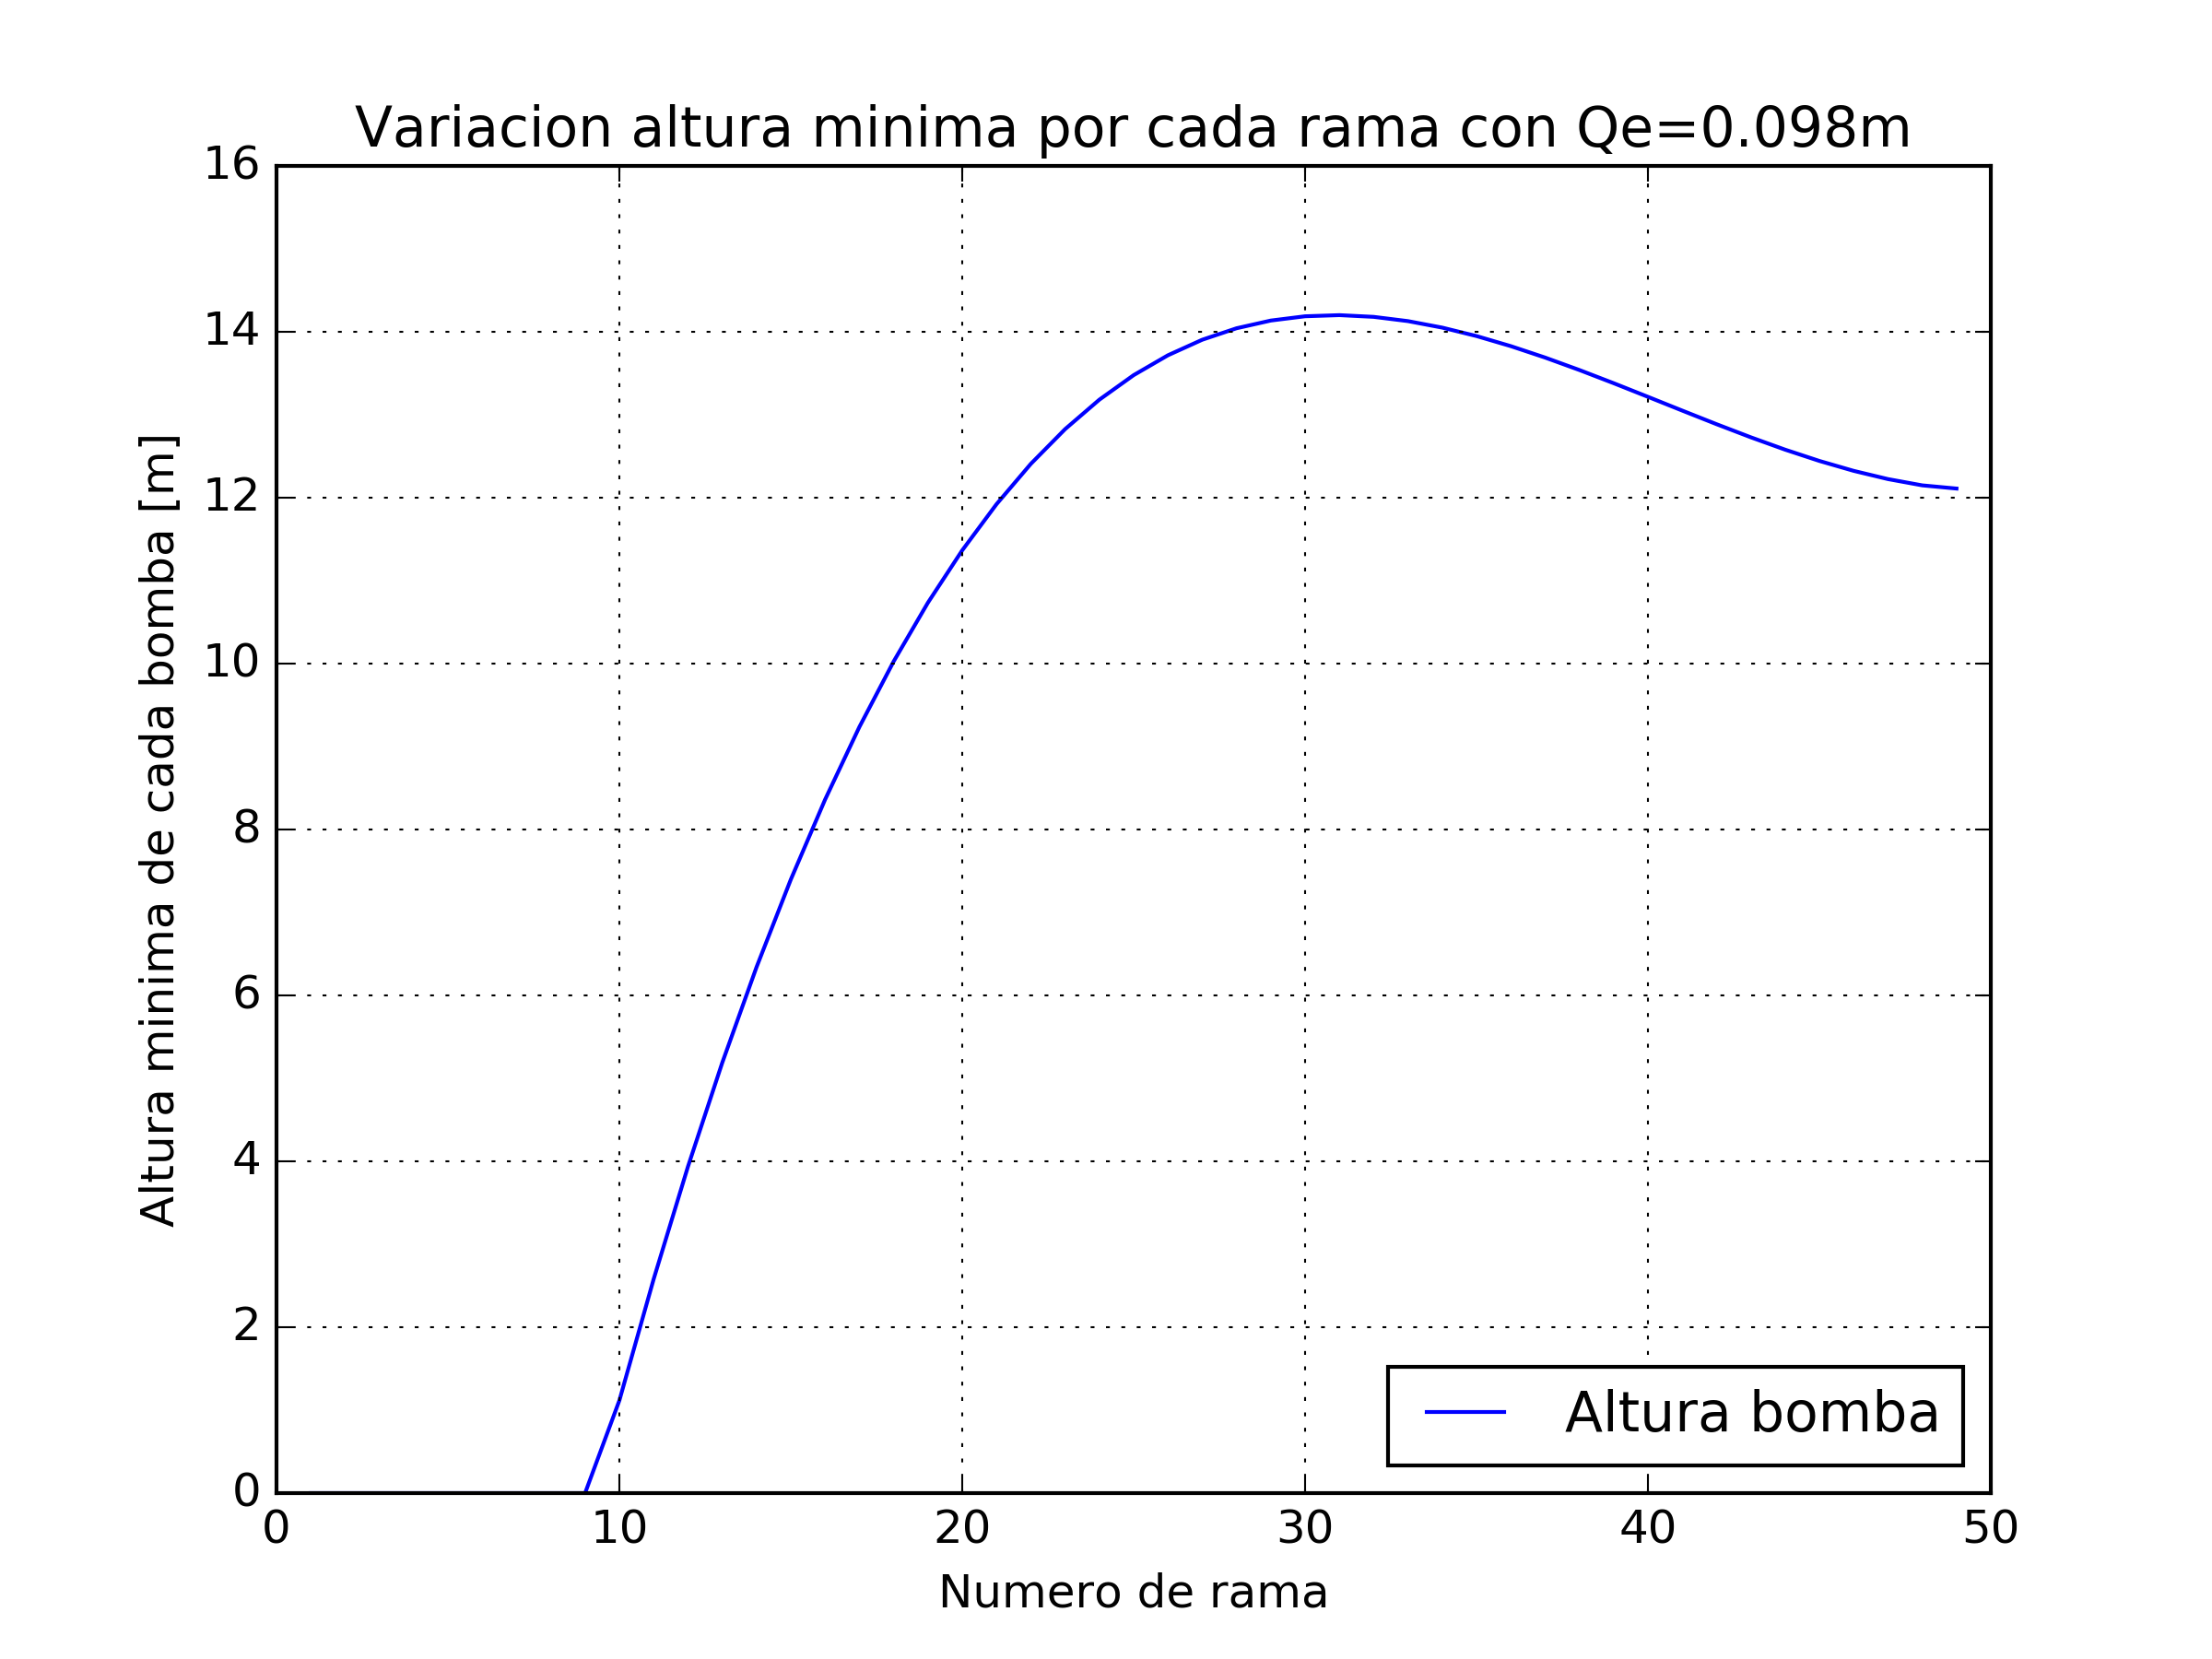 Variacion altura minima por cada rama con Qe=0.098m
16
14
12
10
8
6
4
2
0
Altura minima de cada bomba [m]
Altura bomba
0 10 20 30 40 50
Numero de rama